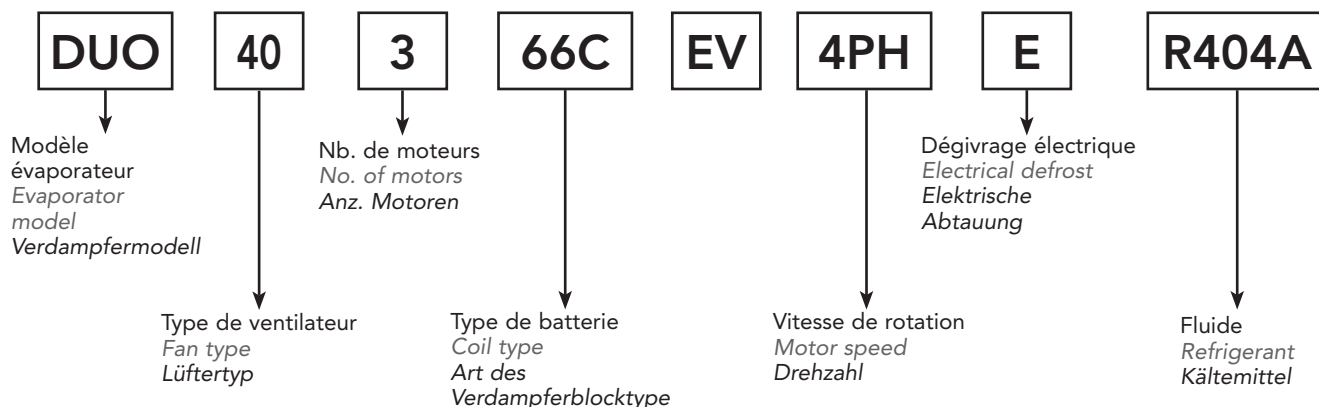 DUO 40 3 66C EV 4PH E R404A
Modèle
évaporateur
Evaporator
model
Verdampfermodell
Nb. de moteurs
No. of motors
Anz. Motoren
Dégivrage électrique
Electrical defrost
Elektrische
Abtauung
Type de ventilateur
Fan type
Lüftertyp
Type de batterie
Coil type
Art des
Verdampferblocktype
Vitesse de rotation
Motor speed
Drehzahl
Fluide
Refrigerant
Kältemittel